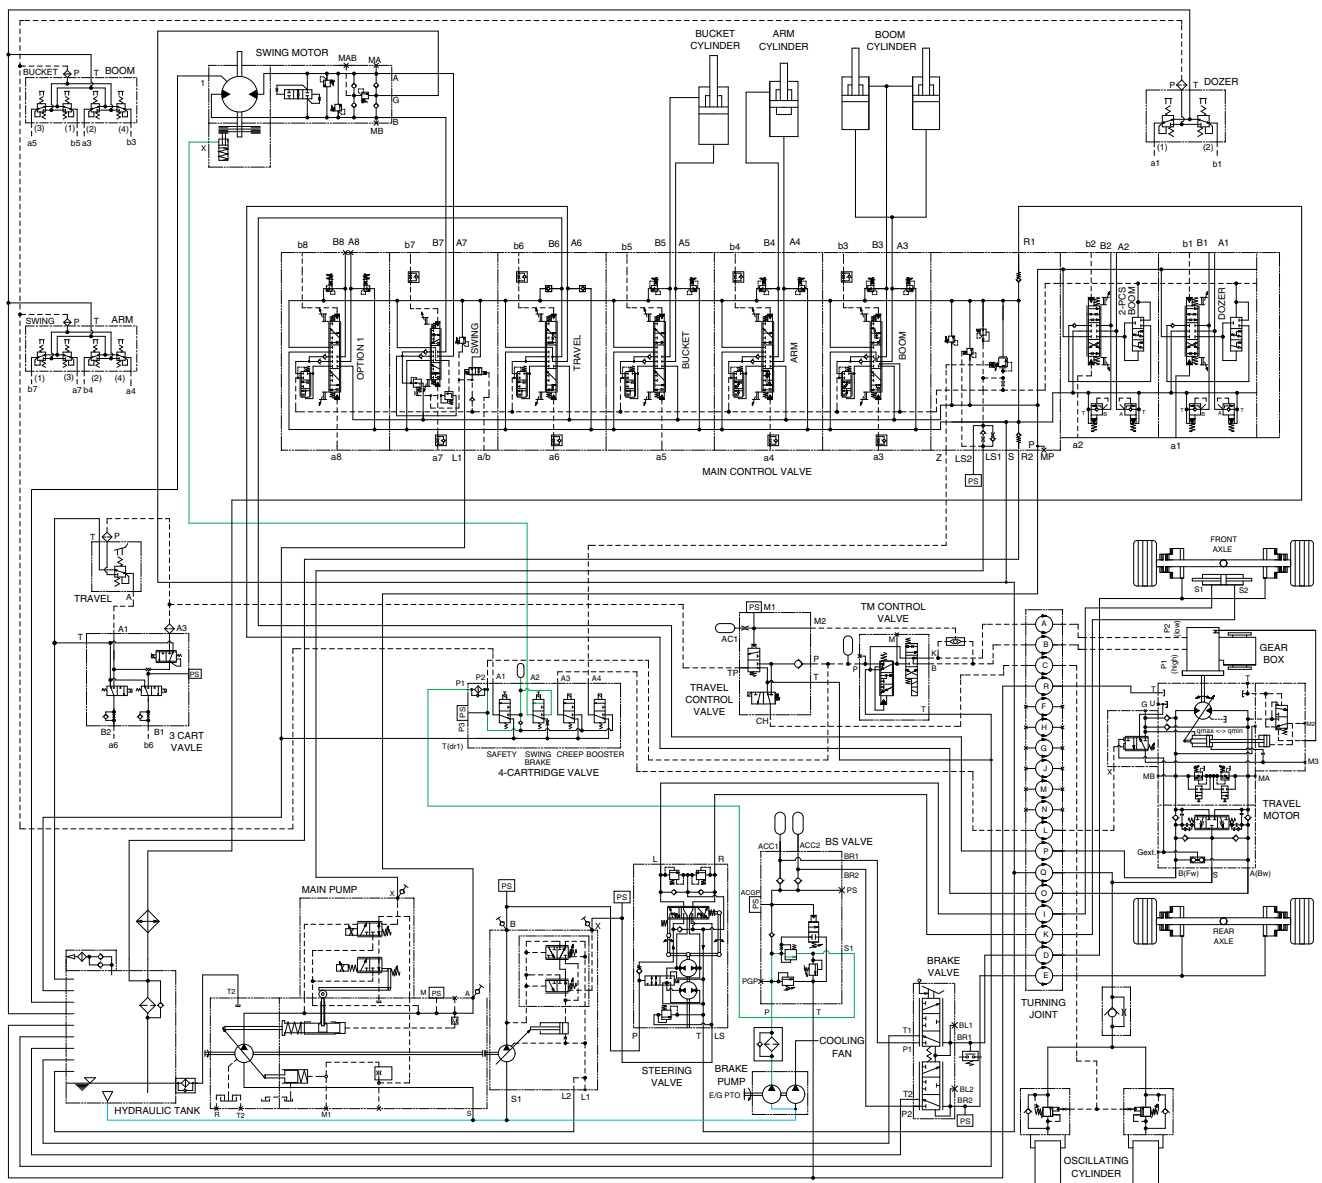 BUCKET CYLINDER
ARM CYLINDER
BOOM CYLINDER
SWING MOTOR
MAB MA
1
A
G
B
MB
X
BUCKET P T BOOM
(3) (1) (2) (4)
a5 b5 a3 b3
P T DOZER
(1) (2)
a1 b1
b8 B8 A8 b7 B7 A7 b6 B6 A6 b5 B5 A5 b4 B4 A4 b3 B3 A3 R1 b2 B2 A2 b1 B1 A1
SWING P T ARM
(1) (3) (2) (4)
b7 a7 b4 a4
OPTION 1
SWING
TRAVEL
BUCKET
ARM
BOOM
2-PCS BOOM
DOZER
T B A T T B A T
a8 a7 L1 a/b a6 a5 a4 a3 Z LS2 LS1 S R2 P MP a2 a1
MAIN CONTROL VALVE
PS
T P
TRAVEL
A
T A1 A3
PS
B2 B1
a6 b6
3 CART VAVLE
P1 P2 A1 A2 A3 A4
PS
P3
T(dr1)
SAFETY SWING BRAKE CREEP BOOSTER
4-CARTRIDGE VALVE
PS M1
AC1
M2
TP
P
T
CH
TRAVEL CONTROL VALVE
TM CONTROL VALVE
M
K
P B
T
A
B
C
R
F
H
G
J
M
N
L
P
Q
O
I
K
D
E
TURNING JOINT
FRONT AXLE
S1 S2
P2 (low)
P1 (high)
GEAR BOX
T T
G U
qmax <-> qmin
M2
M3
X
MB MA
TRAVEL MOTOR
Gext.
B(Fw) S A(Bw)
REAR AXLE
MAIN PUMP
X
T2
M PS A
R T2 M1 S
HYDRAULIC TANK
PS
B X
S1 L2 L1
PS
L R
P T LS
STEERING VALVE
BS VALVE
ACC1 ACC2
BR1
BR2
PS
ACGP
PS
S1
PGP
P T
COOLING FAN
BRAKE PUMP
E/G PTO
BRAKE VALVE
T1
P1
BL1
BR1
T2
P2
BL2
BR2
PS
OSCILLATING CYLINDER